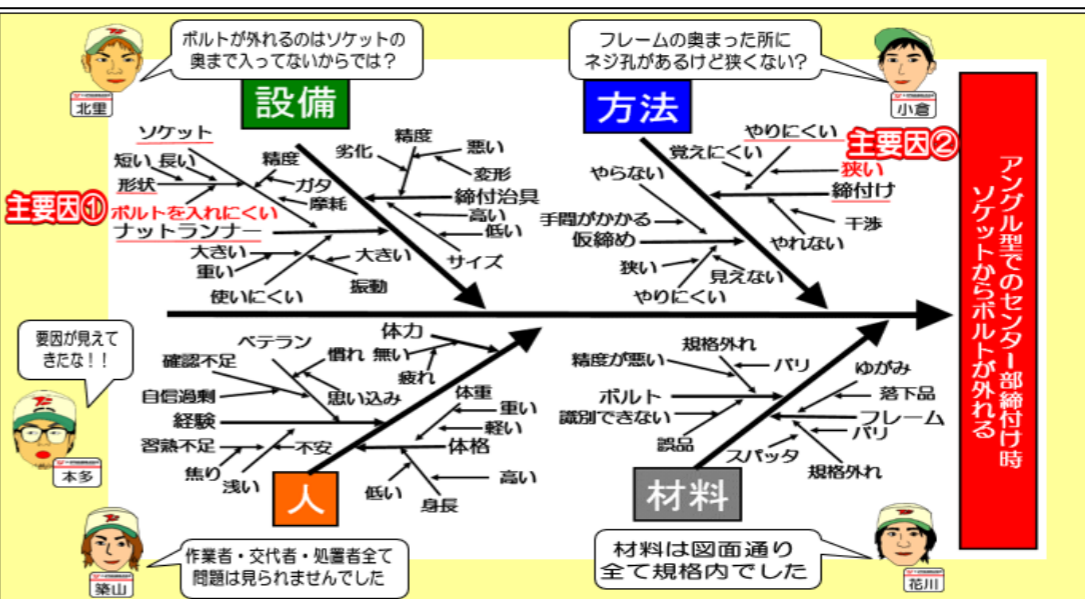 ボルトが外れるのはソケットの
奥まで入ってないからでは？
北里
フレームの奥まった所に
ネジ孔があるけど狭くない？
小倉
設備
方法
ソケット
短い
長い
形状
主要因①
ボルトを入れにくい
ナットランナー
精度
ガタ
摩耗
大きい
重い
使いにくい
大きい
振動
劣化
精度
悪い
変形
締付治具
高い
低い
サイズ
やりにくい
主要因②
覚えにくい
狭い
やらない
締付け
手間がかかる
干渉
仮締め
やれない
狭い
見えない
やりにくい
アングル型でのセンター部締付け時
ソケットからボルトが外れる
要因が見えて
きたな！！
本多
ベテラン
確認不足
慣れ
自信過剰
思い込み
経験
習熟不足
不安
焦り
浅い
体力
無い
疲れ
体重
重い
軽い
体格
低い
高い
身長
人
規格外れ
精度が悪い
バリ
ボルト
識別できない
誤品
ゆがみ
落下品
フレーム
バリ
スパッタ
規格外れ
材料
築山
作業者・交代者・処置者全て
問題は見られませんでした
材料は図面通り
全て規格内でした
花川